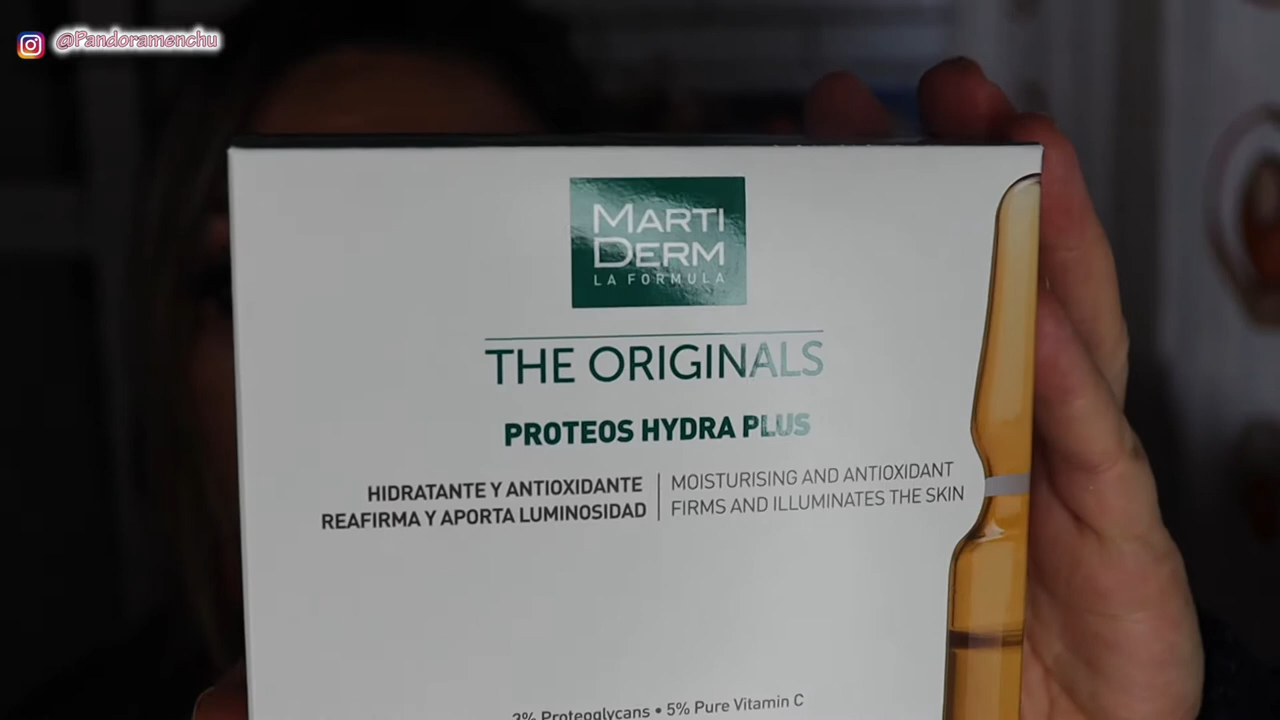 @Pandoramenchu
MARTI
DERM
LA FORMULA
THE ORIGINALS
PROTEOS HYDRA PLUS
HIDRATANTE Y ANTIOXIDANTE
REAFIRMA Y APORTA LUMINOSIDAD
MOISTURISING AND ANTIOXIDANT
FIRMS AND ILLUMINATES THE SKIN
Proteoglycans • 5% Pure Vitamin C